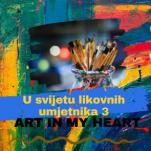 U svijetu likovnih
umjetnika 3
ART IN MY HEART